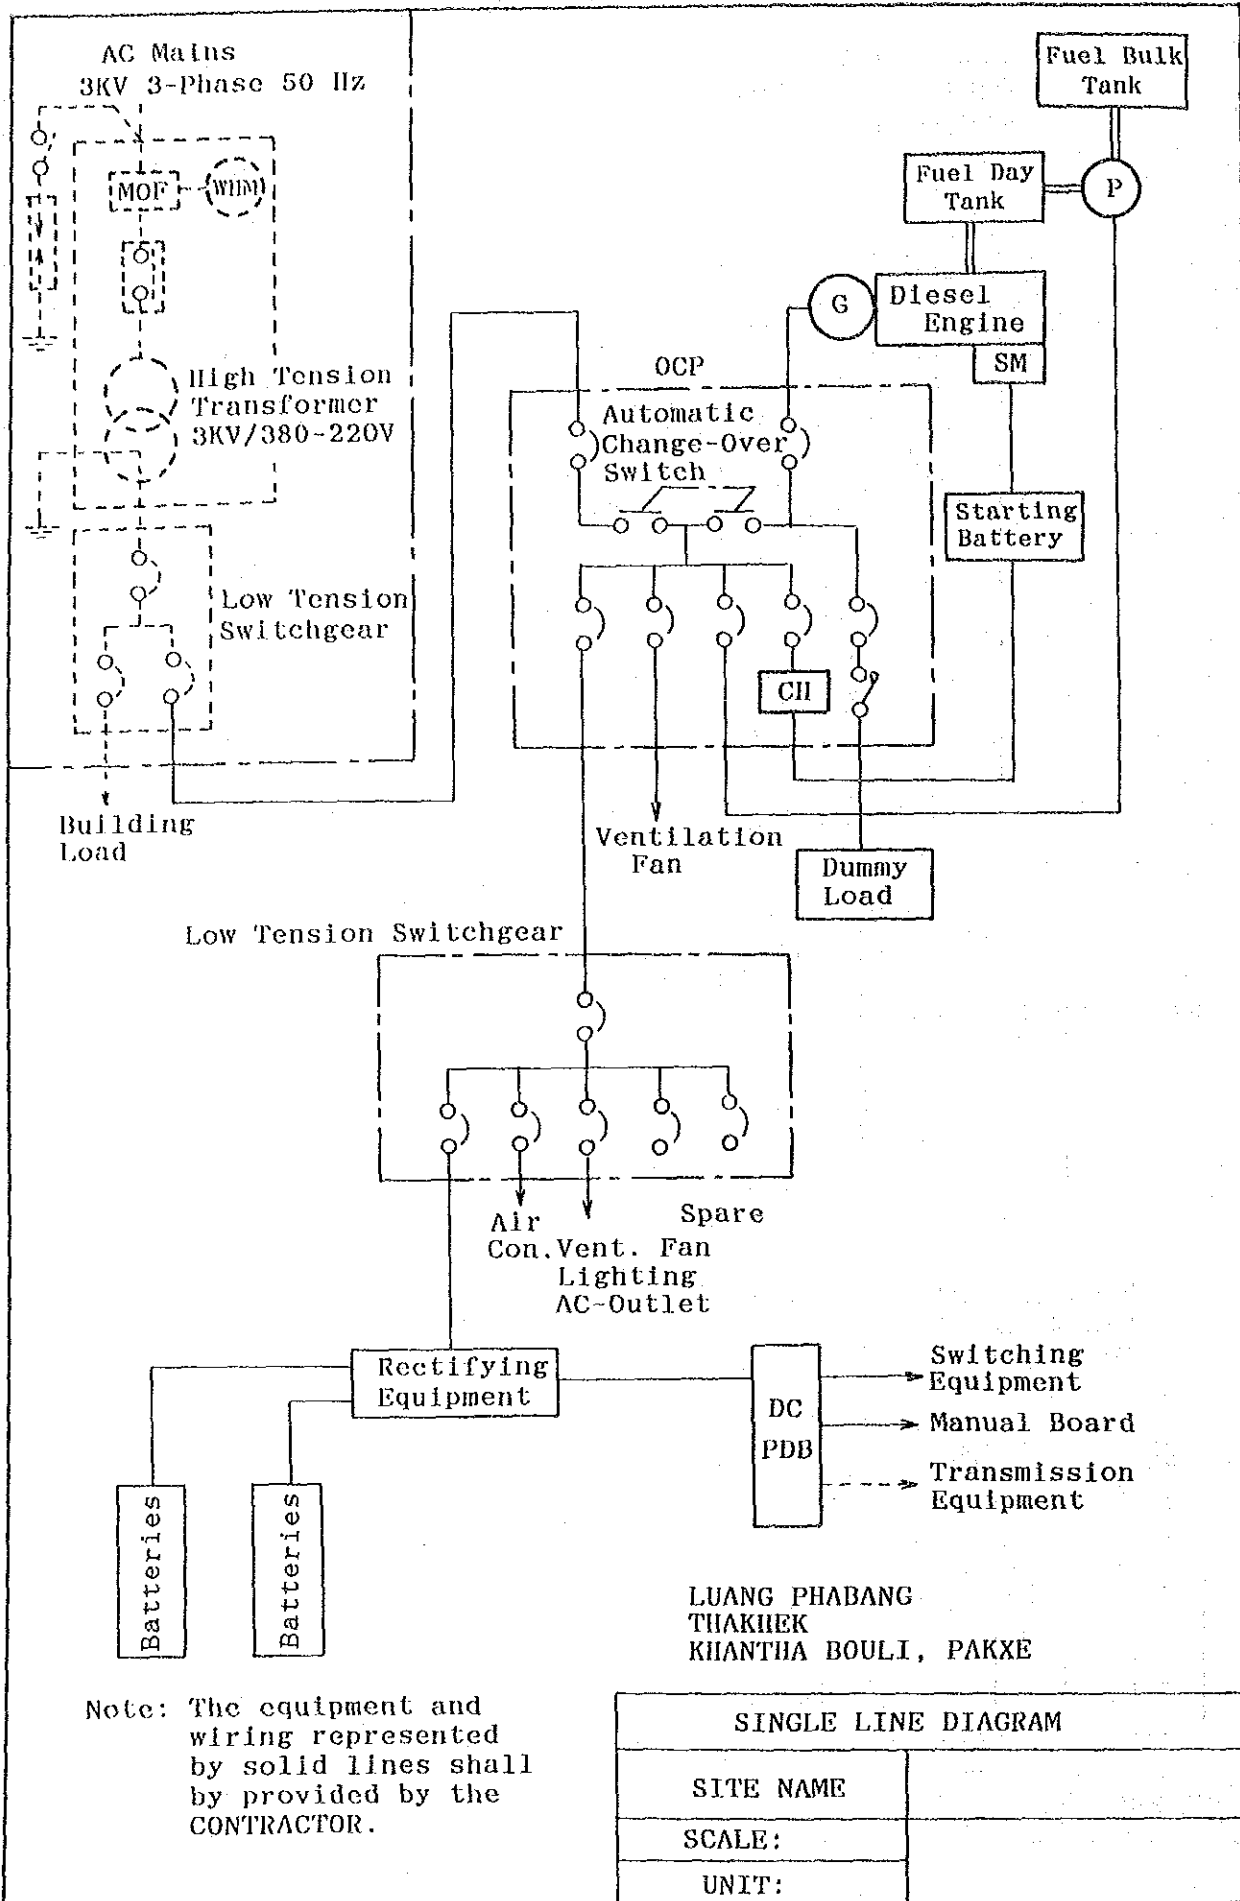 AC Mains
3KV 3-Phase 50 Hz
Fuel Bulk
Tank
MOF
WHM
Fuel Day
Tank
P
G
Diesel
Engine
SM
OCP
High Tension
Transformer
3KV/380-220V
Automatic
Change-Over
Switch
Starting
Battery
Low Tension
Switchgear
CH
Building
Load
Ventilation
Fan
Dummy
Load
Low Tension Switchgear
Air
Con.
Vent. Fan
Lighting
AC-Outlet
Spare
Rectifying
Equipment
DC
PDB
Switching
Equipment
Manual Board
Transmission
Equipment
Batteries
Batteries
LUANG PHABANG
THAKHEK
KHANTHA BOULI, PAKXE
Note: The equipment and
wiring represented
by solid lines shall
by provided by the
CONTRACTOR.
SINGLE LINE DIAGRAM
SITE NAME
SCALE:
UNIT: